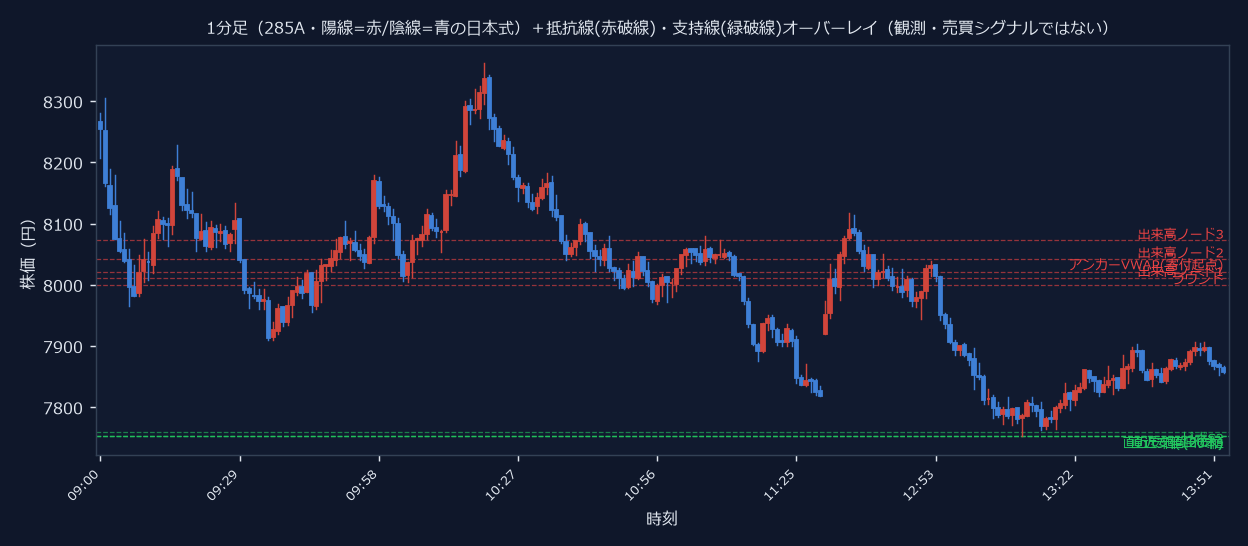 1分足（285A・陽線=赤/陰線=青の日本式）＋抵抗線(赤破線)・支持線(緑破線)オーバーレイ（観測・売買シグナルではない）
株価（円）
8300
8200
8100
8000
7900
7800
出来高ノード3
出来高ノード2
アンカーVWAP(寄付起点)
ラウンド
09:00
09:29
09:58
10:27
10:56
11:25
12:53
13:22
13:51
時刻